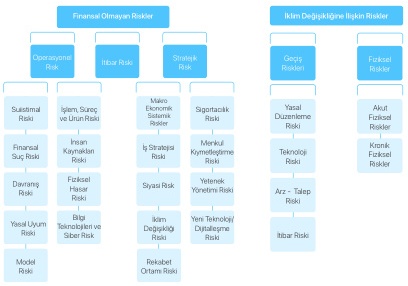 Finansal Olmayan Riskler
Operasyonel
Risk
İtibar Riski
Stratejik
Risk
Suistimal
Riski
Finansal
Suç Riski
Davranış
Riski
Yasal Uyum
Riski
Model
Riski
İşlem, Süreç
ve Ürün Riski
İnsan
Kaynakları
Riski
Fiziksel
Hasar
Riski
Bilgi
Teknolojileri ve
Siber Risk
Makro
Ekonomik
Sistemik
Riskler
İş Stratejisi
Riski
Siyasi Risk
İklim
Değişikliği
Riski
Rekabet
Ortamı Riski
Sigortacılık
Riski
Menkul
Kıymetleştirme
Riski
Yetenek
Yönetimi Riski
Yeni Teknoloji/
Dijitalleşme
Riski
İklim Değişikliğine İlişkin Riskler
Geçiş
Riskleri
Fiziksel
Riskler
Yasal
Düzenleme
Riski
Teknoloji
Riski
Arz - Talep
Riski
İtibar Riski
Akut
Fiziksel
Riskler
Kronik
Fiziksel
Riskler